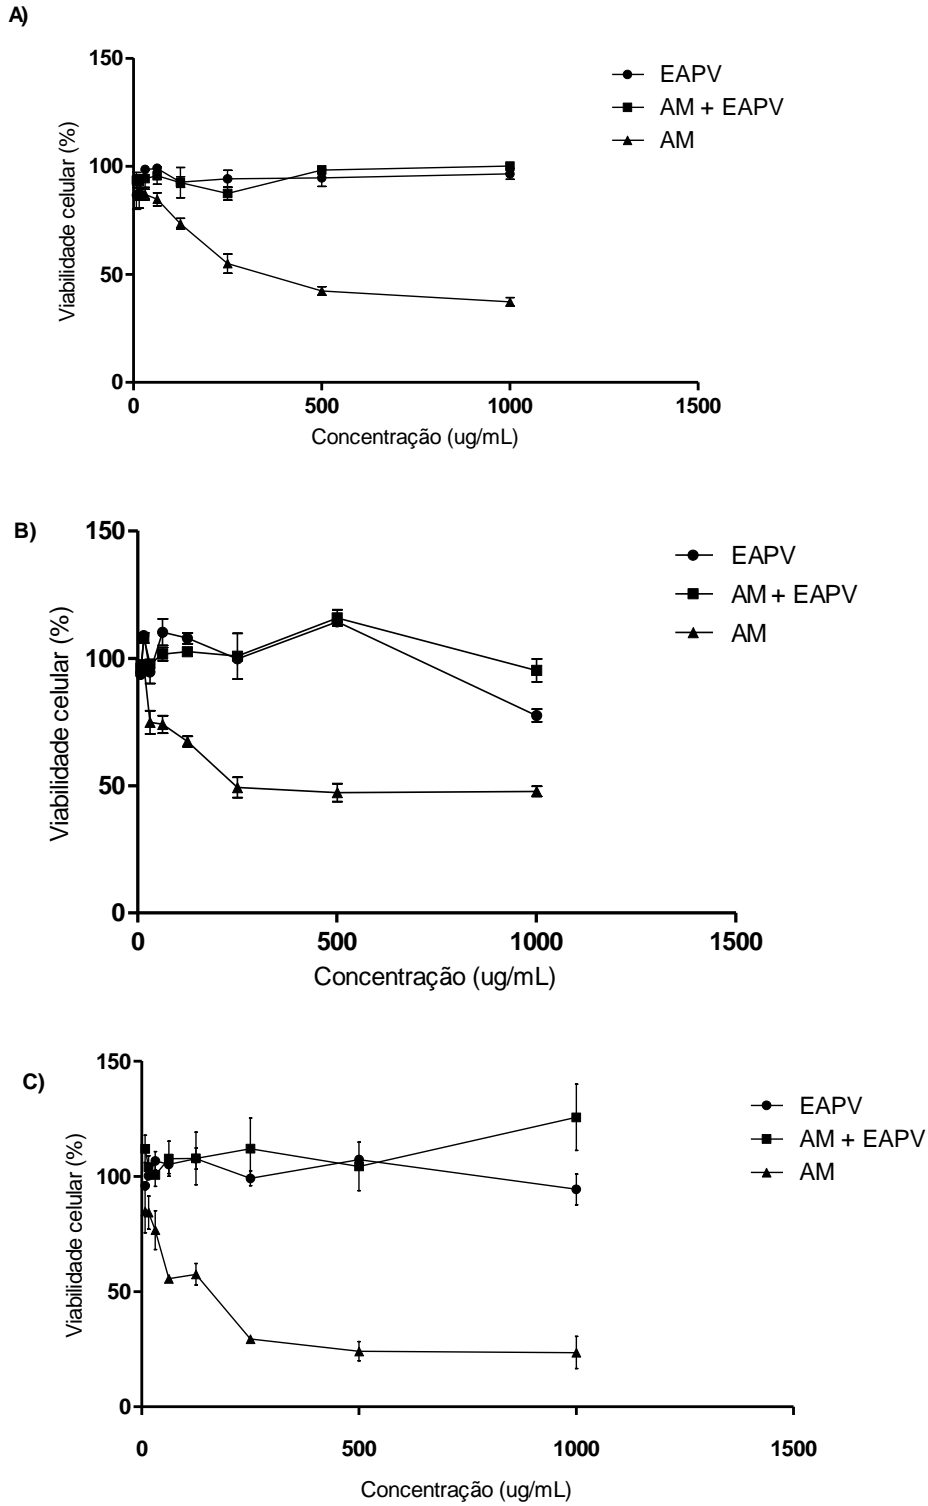 A)
150
100
50
0
Viabilidade celular (%)
0 500 1000 1500
Concentração (ug/mL)
EAPV
AM + EAPV
AM
B)
150
100
50
0
Viabilidade celular (%)
0 500 1000 1500
Concentração (ug/mL)
EAPV
AM + EAPV
AM
C)
150
100
50
0
Viabilidade celular (%)
0 500 1000 1500
Concentração (ug/mL)
EAPV
AM + EAPV
AM